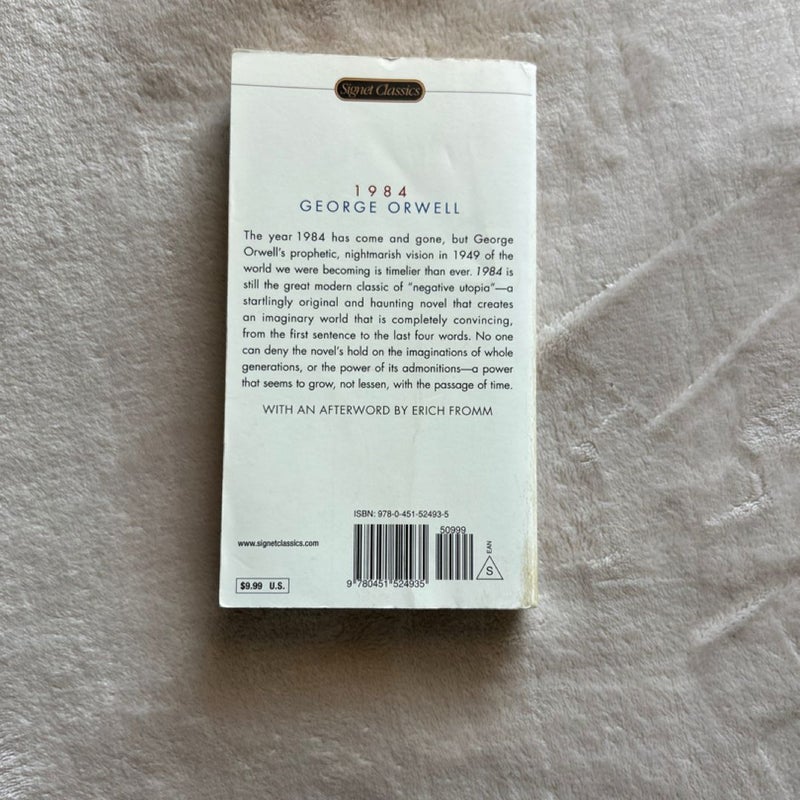 Signet Classics
1984
GEORGE ORWELL
The year 1984 has come and gone, but George
Orwell's prophetic, nightmarish vision in 1949 of the
world we were becoming is timelier than ever. 1984 is
still the great modern classic of "negative utopia"—a
startlingly original and haunting novel that creates
an imaginary world that is completely convincing,
from the first sentence to the last four words. No one
can deny the novel's hold on the imaginations of whole
generations, or the power of its admonitions—a power
that seems to grow, not lessen, with the passage of time.
WITH AN AFTERWORD BY ERICH FROMM
ISBN: 978-0-451-52493-5
50999
www.signetclassics.com
EAN
S
9 780451 524935
$9.99 U.S.